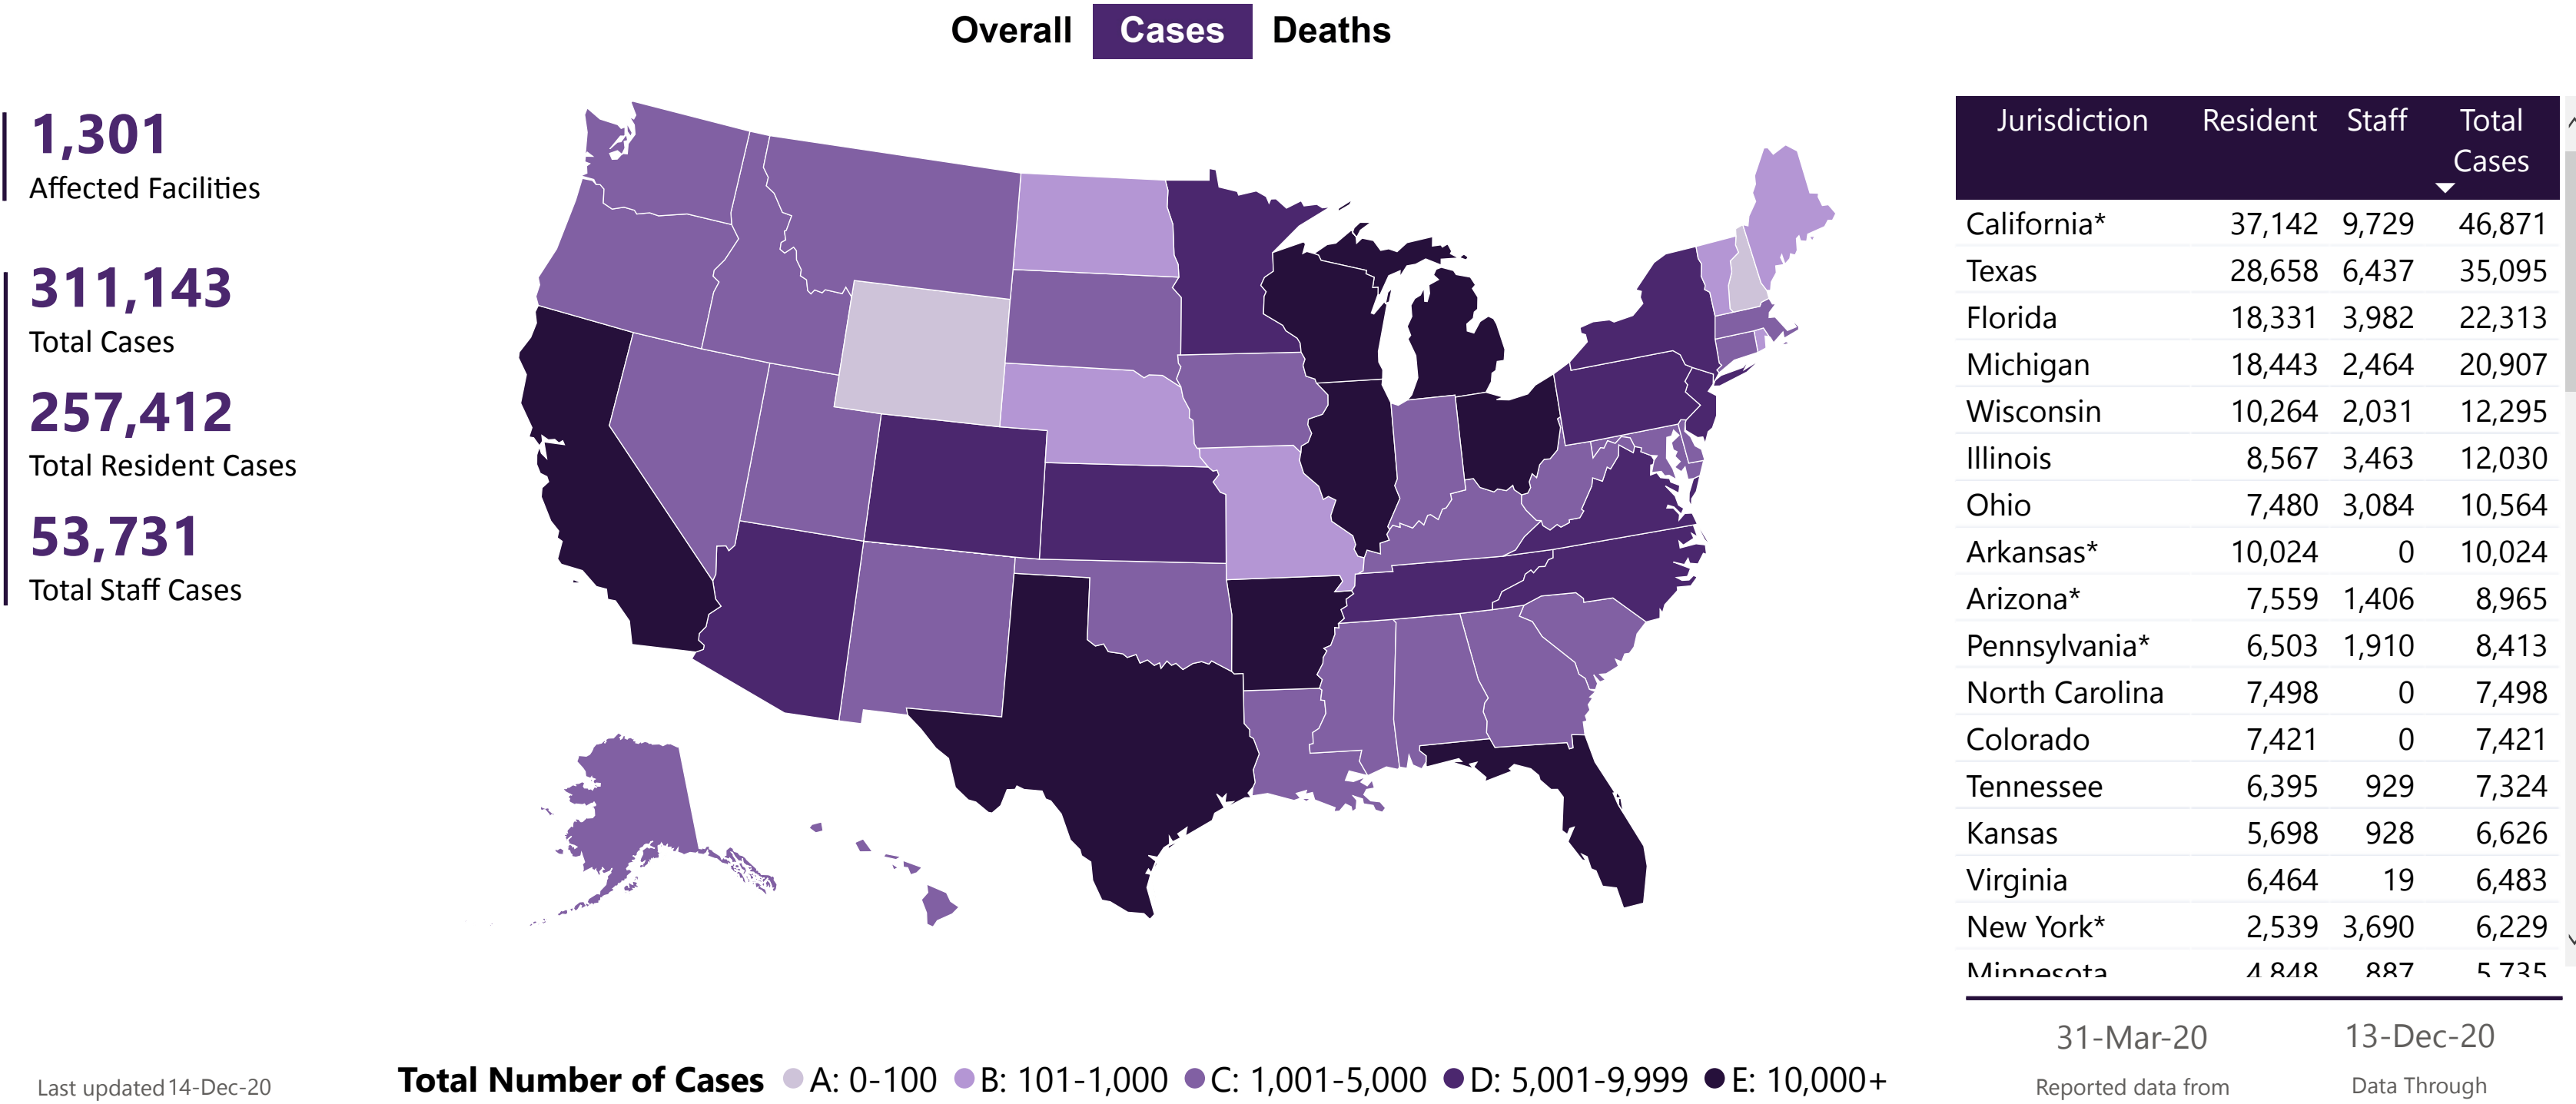 Overall Cases Deaths
1,301
Affected Facilities
311,143
Total Cases
257,412
Total Resident Cases
53,731
Total Staff Cases
Jurisdiction Resident Staff Total Cases
California* 37,142 9,729 46,871
Texas 28,658 6,437 35,095
Florida 18,331 3,982 22,313
Michigan 18,443 2,464 20,907
Wisconsin 10,264 2,031 12,295
Illinois 8,567 3,463 12,030
Ohio 7,480 3,084 10,564
Arkansas* 10,024 0 10,024
Arizona* 7,559 1,406 8,965
Pennsylvania* 6,503 1,910 8,413
North Carolina 7,498 0 7,498
Colorado 7,421 0 7,421
Tennessee 6,395 929 7,324
Kansas 5,698 928 6,626
Virginia 6,464 19 6,483
New York* 2,539 3,690 6,229
Minnesota 4,848 887 5,735
31-Mar-20 13-Dec-20
Reported data from Data Through
Total Number of Cases A: 0-100 B: 101-1,000 C: 1,001-5,000 D: 5,001-9,999 E: 10,000+
Last updated 14-Dec-20